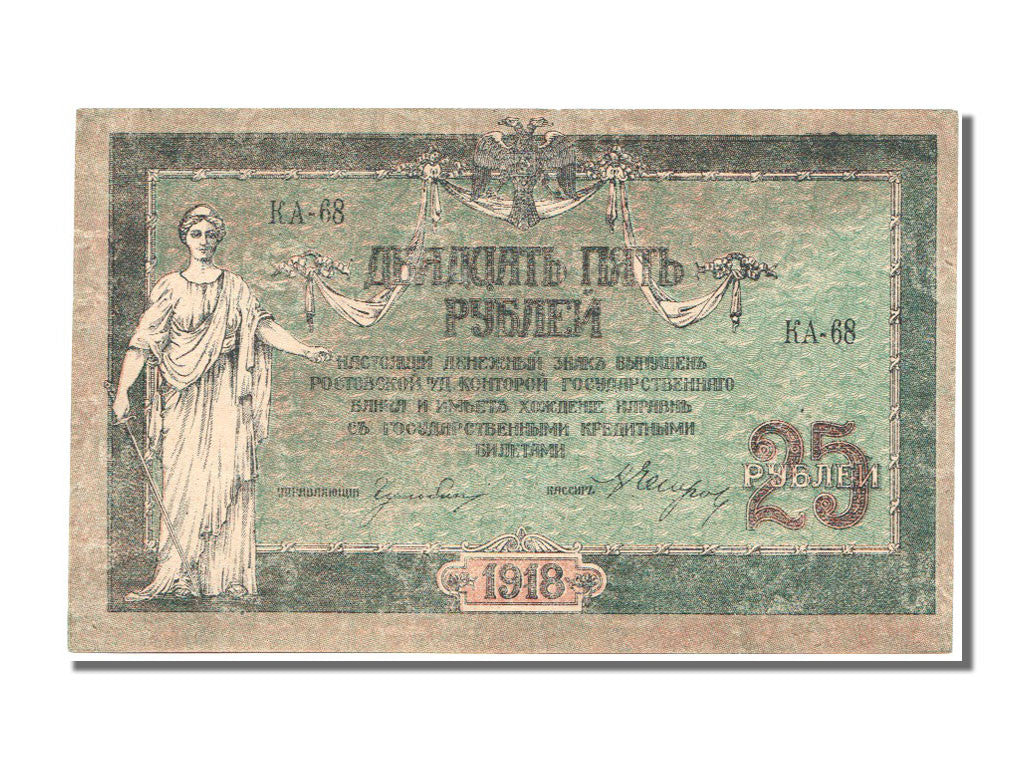 КА-68
ДВАДЦАТЬ ПЯТЬ
РУБЛЕЙ
КА-68
НАСТОЯЩІЙ ДЕНЕЖНЫЙ ЗНАКЪ ВЫПУЩЕНЪ
РОСТОВСКОЙ н/Д КОНТОРОЙ ГОСУДАРСТВЕННАГО
БАНКА И ИМѢЕТЪ ХОЖДЕНІЕ НАРАВНѢ
СЪ ГОСУДАРСТВЕННЫМИ КРЕДИТНЫМИ
БИЛЕТАМИ
25
РУБЛЕЙ
УПРАВЛЯЮЩІЙ
КАССИРЪ
1918